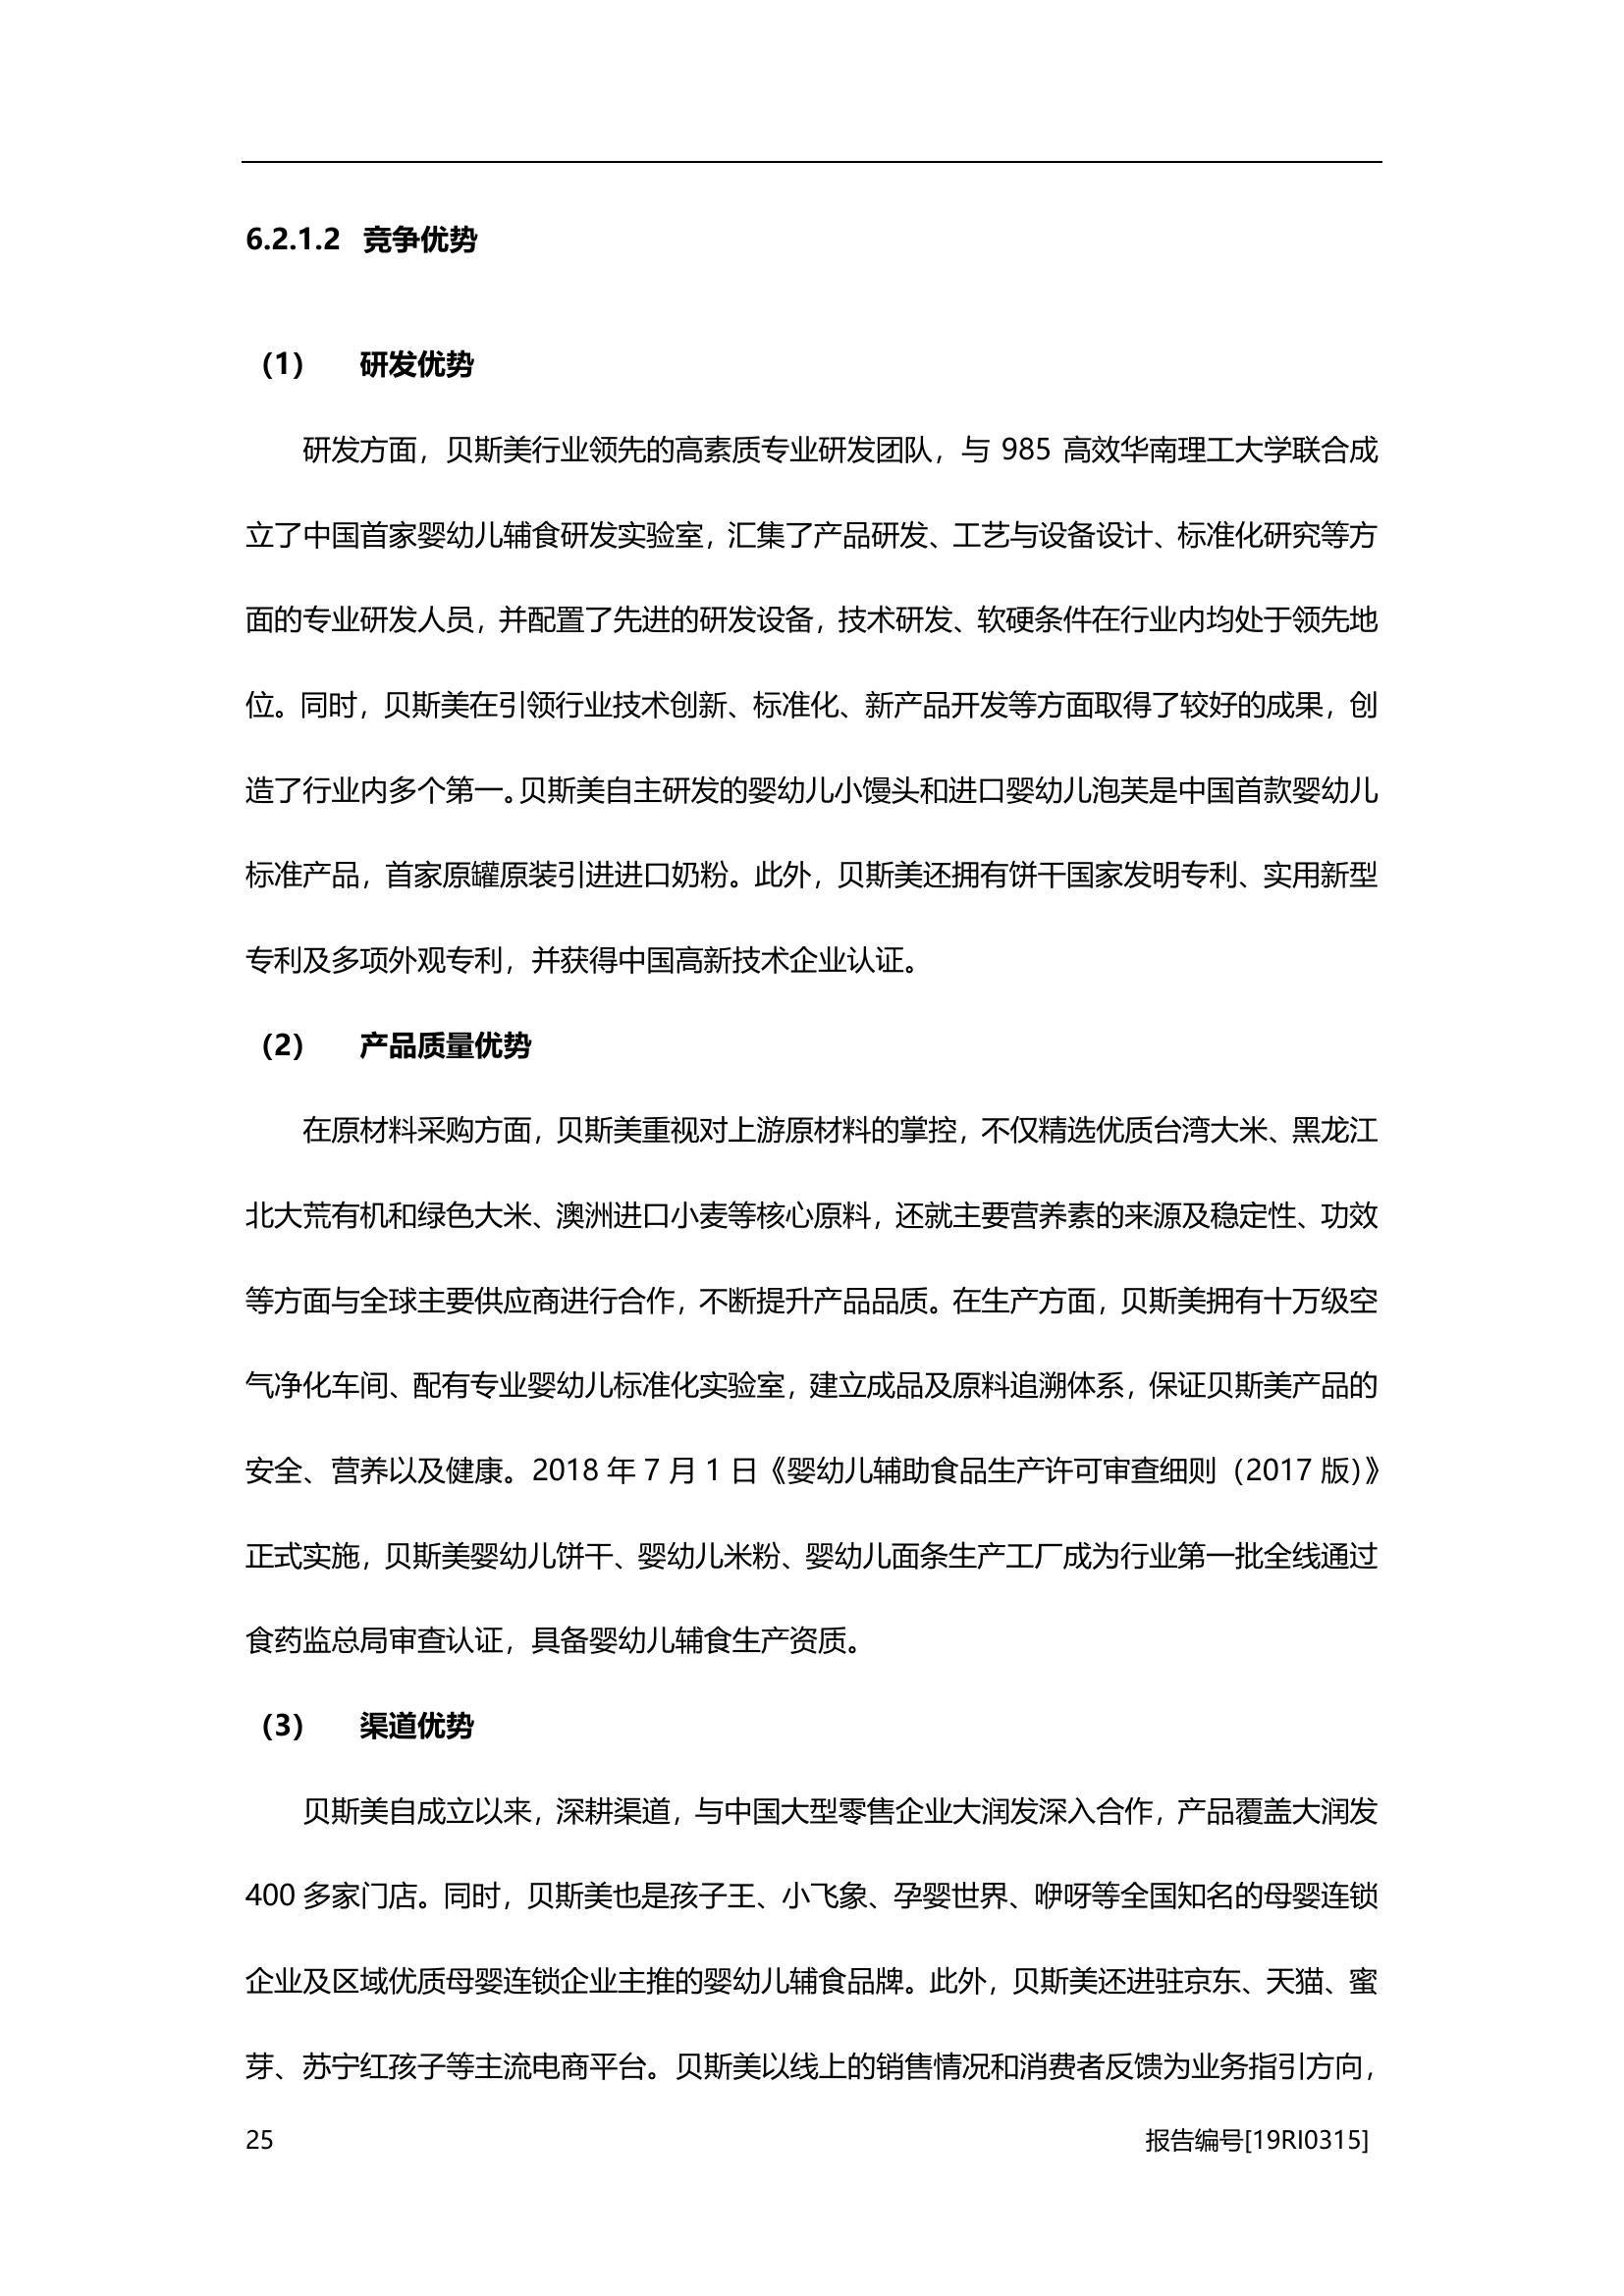 6.2.1.2 竞争优势
（1） 研发优势
研发方面，贝斯美行业领先的高素质专业研发团队，与 985 高效华南理工大学联合成
立了中国首家婴幼儿辅食研发实验室，汇集了产品研发、工艺与设备设计、标准化研究等方
面的专业研发人员，并配置了先进的研发设备，技术研发、软硬条件在行业内均处于领先地
位。同时，贝斯美在引领行业技术创新、标准化、新产品开发等方面取得了较好的成果，创
造了行业内多个第一。贝斯美自主研发的婴幼儿小馒头和进口婴幼儿泡芙是中国首款婴幼儿
标准产品，首家原罐原装引进进口奶粉。此外，贝斯美还拥有饼干国家发明专利、实用新型
专利及多项外观专利，并获得中国高新技术企业认证。
（2） 产品质量优势
在原材料采购方面，贝斯美重视对上游原材料的掌控，不仅精选优质台湾大米、黑龙江
北大荒有机和绿色大米、澳洲进口小麦等核心原料，还就主要营养素的来源及稳定性、功效
等方面与全球主要供应商进行合作，不断提升产品品质。在生产方面，贝斯美拥有十万级空
气净化车间、配有专业婴幼儿标准化实验室，建立成品及原料追溯体系，保证贝斯美产品的
安全、营养以及健康。2018 年 7 月 1 日《婴幼儿辅助食品生产许可审查细则（2017 版）》
正式实施，贝斯美婴幼儿饼干、婴幼儿米粉、婴幼儿面条生产工厂成为行业第一批全线通过
食药监总局审查认证，具备婴幼儿辅食生产资质。
（3） 渠道优势
贝斯美自成立以来，深耕渠道，与中国大型零售企业大润发深入合作，产品覆盖大润发
400 多家门店。同时，贝斯美也是孩子王、小飞象、孕婴世界、咿呀等全国知名的母婴连锁
企业及区域优质母婴连锁企业主推的婴幼儿辅食品牌。此外，贝斯美还进驻京东、天猫、蜜
芽、苏宁红孩子等主流电商平台。贝斯美以线上的销售情况和消费者反馈为业务指引方向，
25 报告编号[19RI0315]